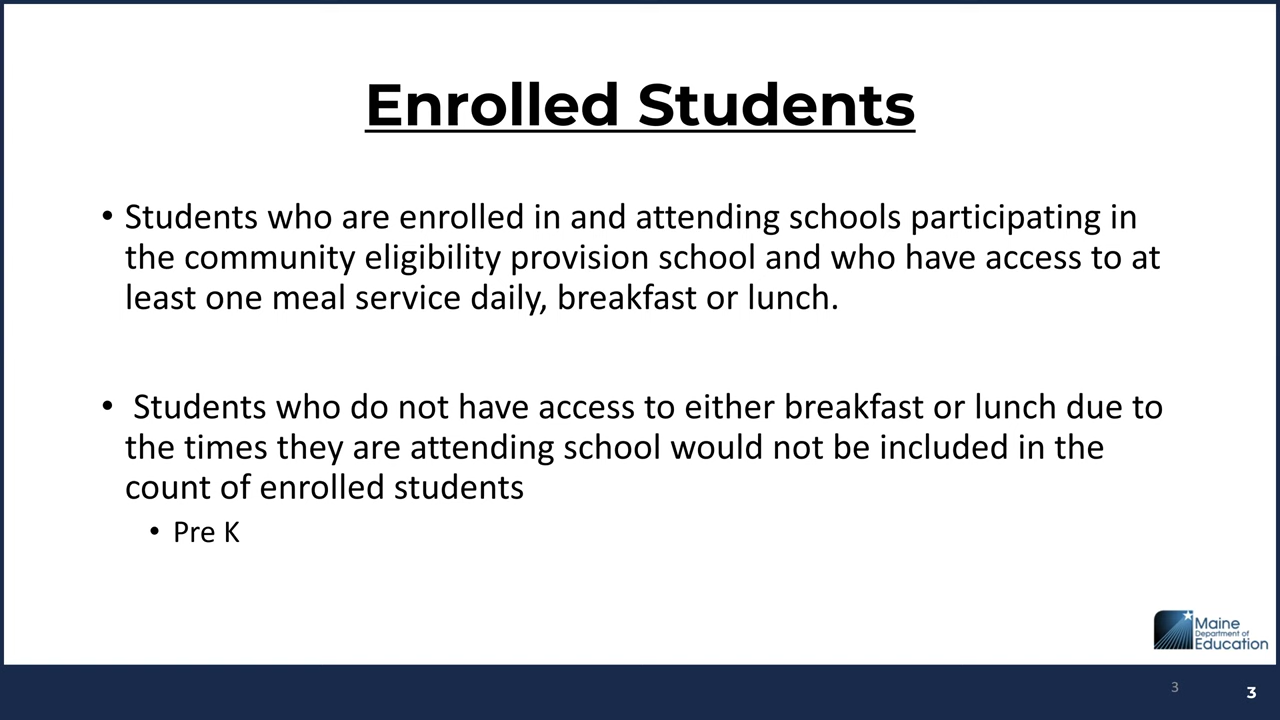 Enrolled Students
• Students who are enrolled in and attending schools participating in
the community eligibility provision school and who have access to at
least one meal service daily, breakfast or lunch.
• Students who do not have access to either breakfast or lunch due to
the times they are attending school would not be included in the
count of enrolled students
• Pre K
Maine
Department of
Education
3
3